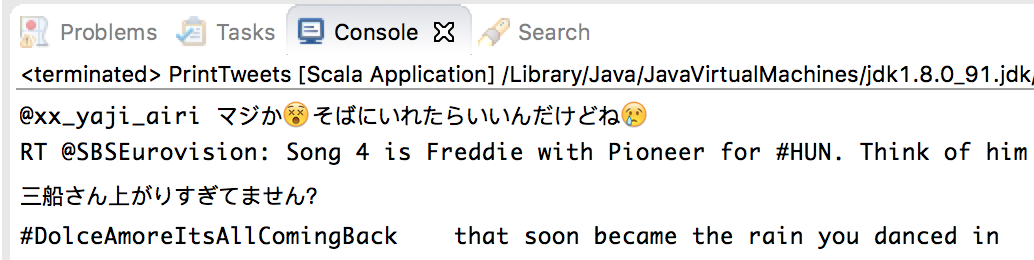 Problems Tasks Console Search
<terminated> PrintTweets [Scala Application] /Library/Java/JavaVirtualMachines/jdk1.8.0_91.jdk/
@xx_yaji_airi マジか😵そばにいれたらいいんだけどね😢
RT @SBSEurovision: Song 4 is Freddie with Pioneer for #HUN. Think of him
三船さん上がりすぎてません?
#DolceAmoreItsAllComingBack that soon became the rain you danced in